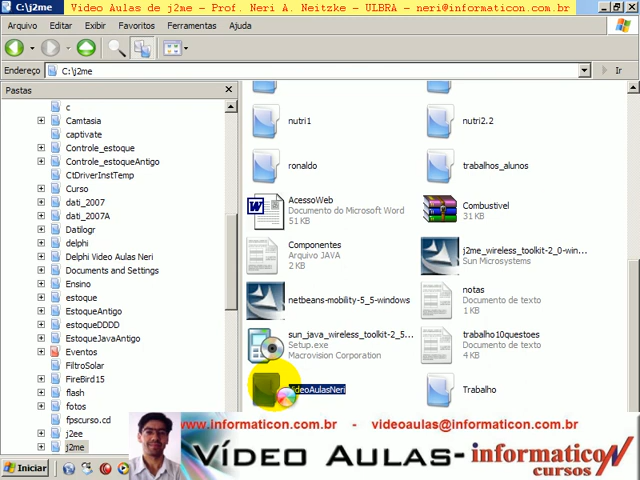 C:\j2me
Video Aulas de j2me – Prof. Neri A. Neitzke – ULBRA – neri@informaticon.com.br
Arquivo Editar Exibir Favoritos Ferramentas Ajuda
Endereço C:\j2me Ir
Pastas
c
Camtasia
captivate
Controle_estoque
Controle_estoqueAntigo
CtDriverInstTemp
Curso
dati_2007
dati_2007A
Datilogr
delphi
Delphi Video Aulas Neri
Documents and Settings
Ensino
estoque
EstoqueAntigo
estoqueDDDD
EstoqueJavaAntigo
Eventos
FiltroSolar
FireBird15
flash
fotos
fpscurso.cd
j2ee
j2me
nutri1
nutri2.2
ronaldo
trabalhos_alunos
AcessoWeb
Documento do Microsoft Word
51 KB
Combustivel
31 KB
Componentes
Arquivo JAVA
2 KB
j2me_wireless_toolkit-2_0-win...
Sun Microsystems
netbeans-mobility-5_5-windows
notas
Documento de texto
1 KB
sun_java_wireless_toolkit-2_5...
Setup.exe
Macrovision Corporation
trabalho10questoes
Documento de texto
4 KB
VideoAulasNeri
Trabalho
www.informaticon.com.br - videoaulas@informaticon.com.br
Vídeo Aulas-informaticon
cursos
Iniciar